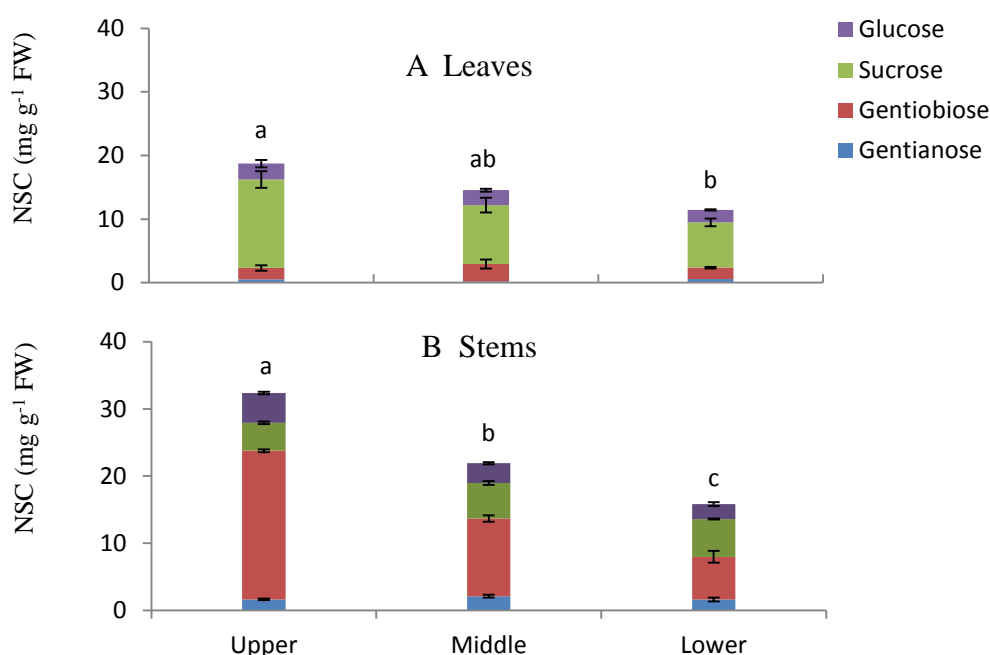 40
30
20
10
0
NSC (mg g-1 FW)
A Leaves
a
ab
b
Glucose
Sucrose
Gentiobiose
Gentianose
40
30
20
10
0
NSC (mg g-1 FW)
B Stems
a
b
c
Upper Middle Lower